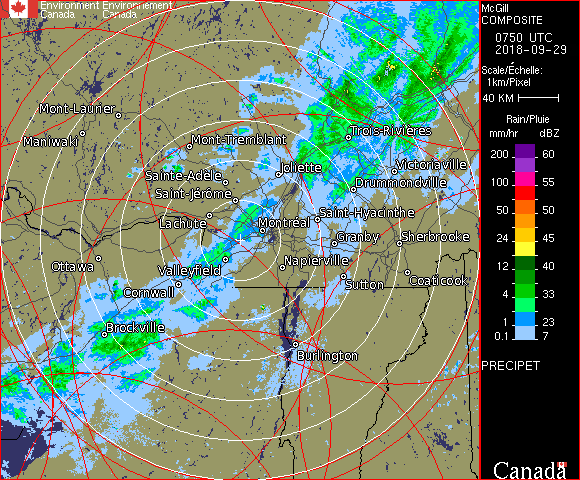 Environment Environnement
Canada Canada
McGill
COMPOSITE
0750 UTC
2018-09-29
Scale/Échelle:
1km/Pixel
40 KM
Rain/Pluie
mm/hr dBZ
200 60
100 55
50 50
24 45
12 40
4 33
1 23
0.1 7
PRECIPET
Canada
Mont-Laurier
Maniwaki
Mont-Tremblant
Trois-Rivières
Joliette
Victoriaville
Sainte-Adèle
Drummondville
Saint-Jérôme
Saint-Hyacinthe
Lachute
Montréal
Granby
Sherbrooke
Ottawa
Valleyfield
Napierville
Sutton
Coaticook
Cornwall
Brockville
Burlington